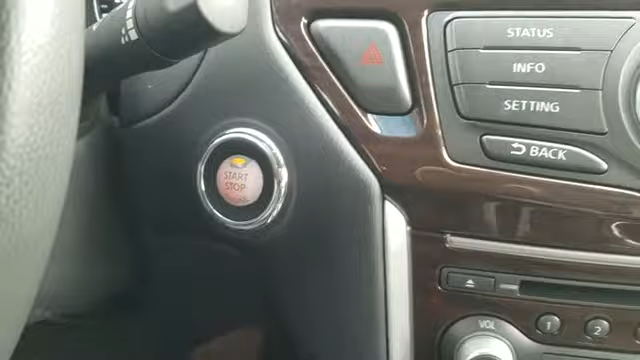 STATUS
INFO
SETTING
BACK
START
STOP
VOL
1
2